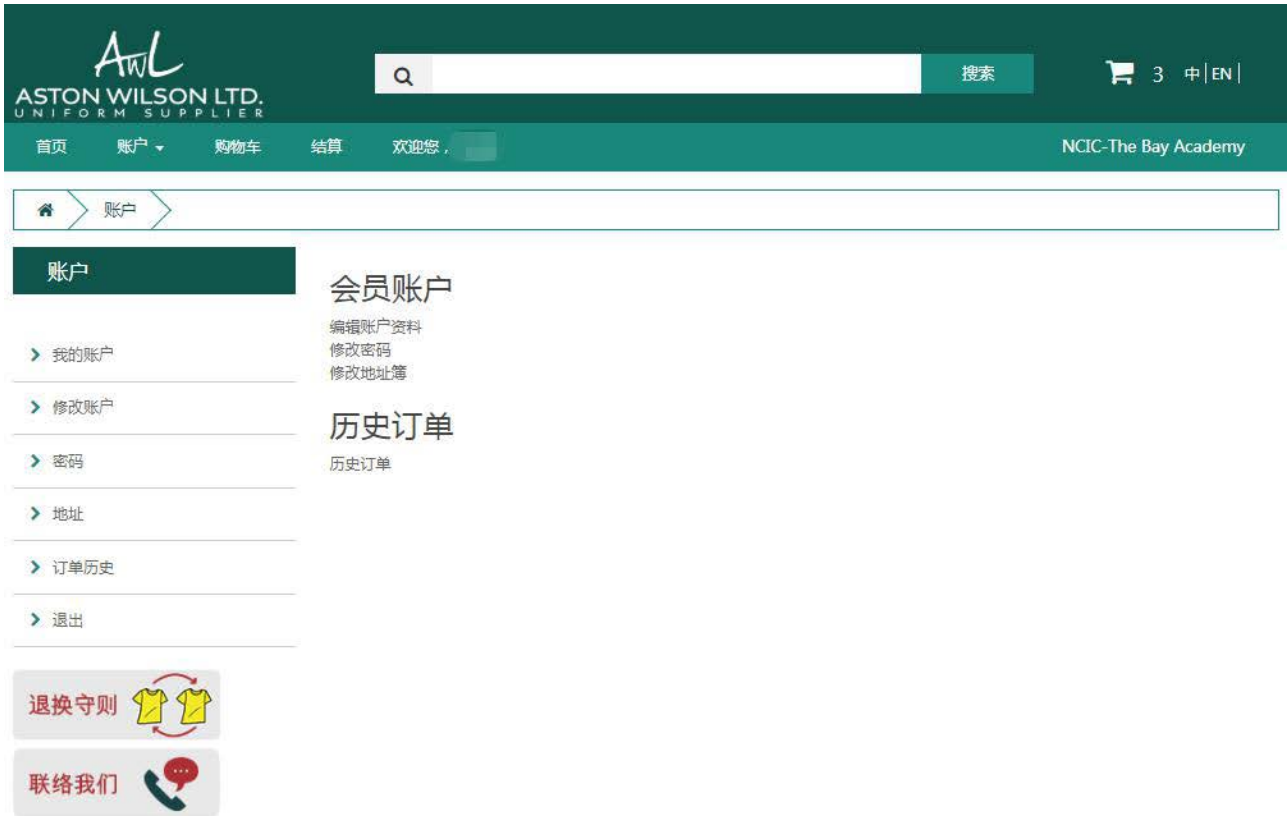 AWL
ASTON WILSON LTD.
UNIFORM SUPPLIER
搜索
3 中|EN|
首页 账户 购物车 结算 欢迎您，
NCIC-The Bay Academy
账户
账户
我的账户
修改账户
密码
地址
订单历史
退出
退换守则
联络我们
会员账户
编辑账户资料
修改密码
修改地址簿
历史订单
历史订单